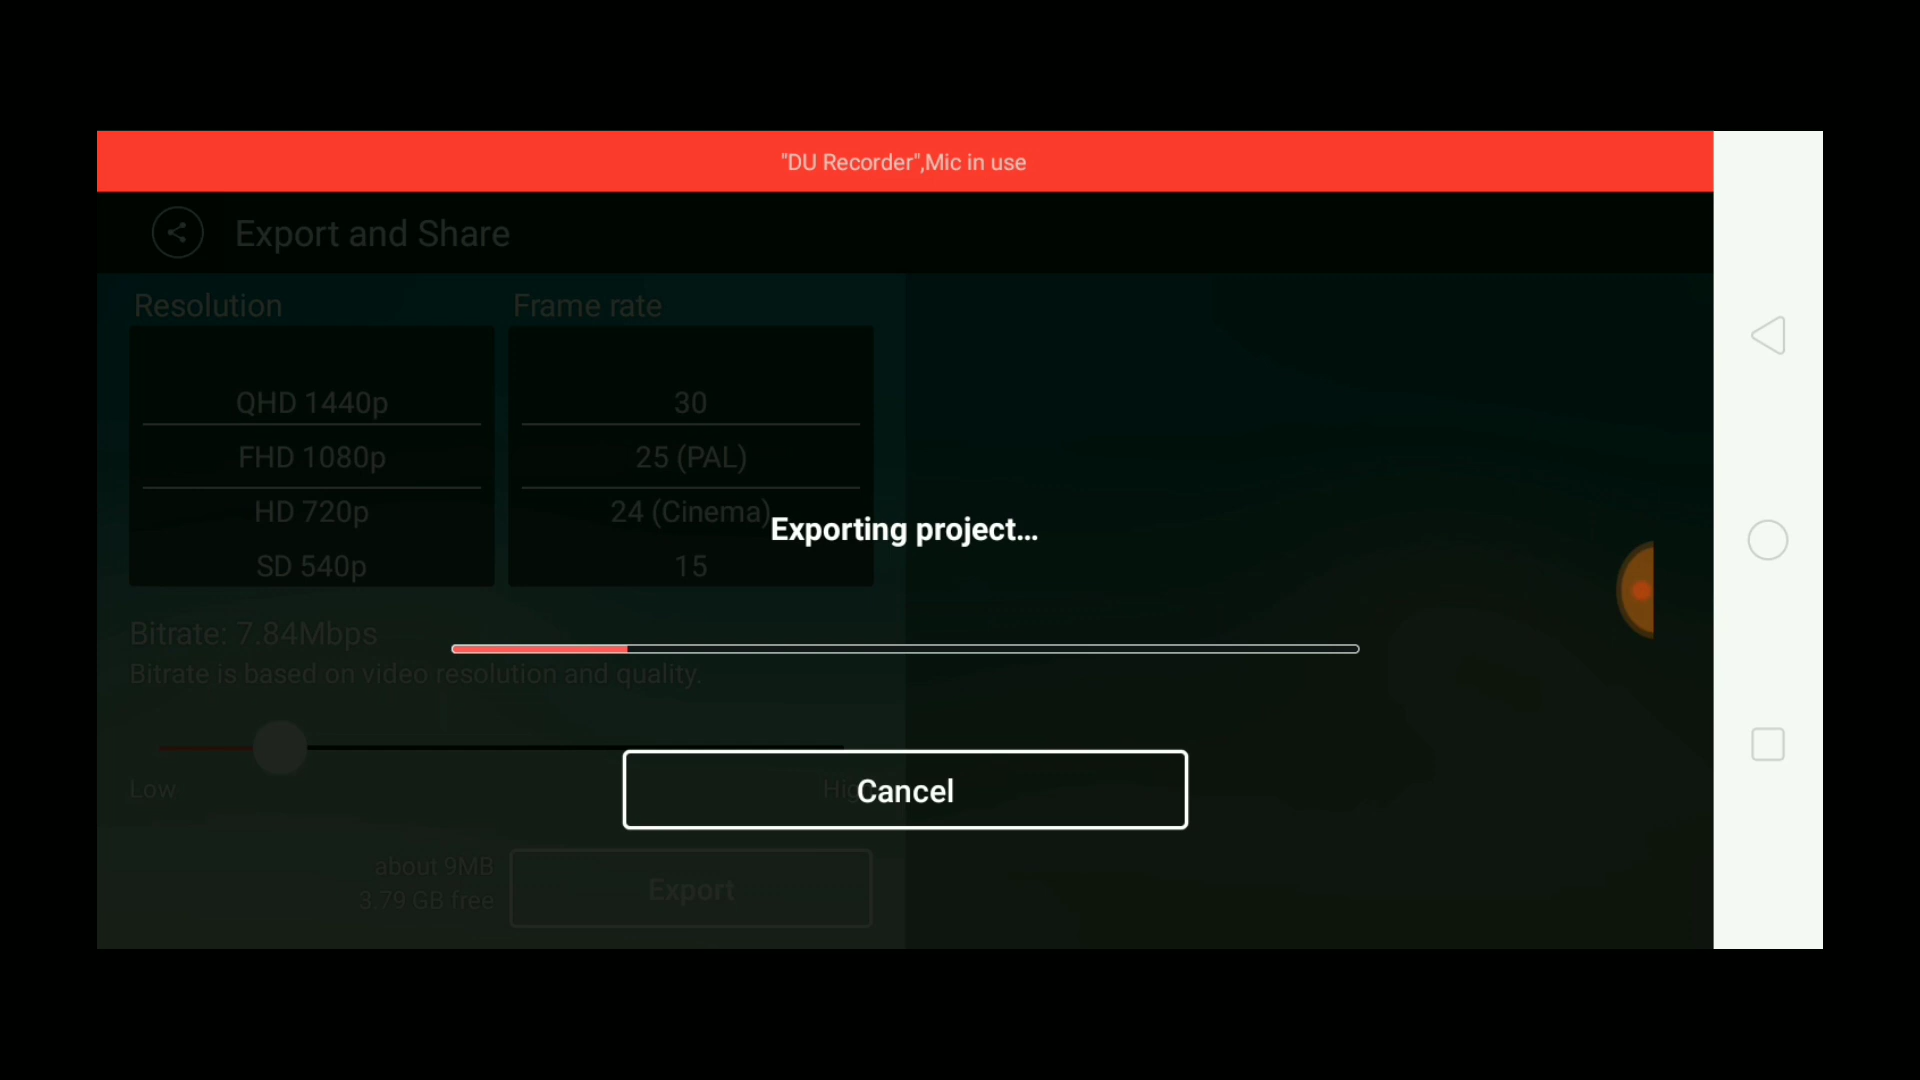 "DU Recorder",Mic in use
Export and Share
Resolution
Frame rate
QHD 1440p
FHD 1080p
HD 720p
SD 540p
30
25 (PAL)
24 (Cinema)
15
Exporting project...
Bitrate: 7.84Mbps
Bitrate is based on video resolution and quality.
Low
Cancel
about 9MB
3.79 GB free
Export